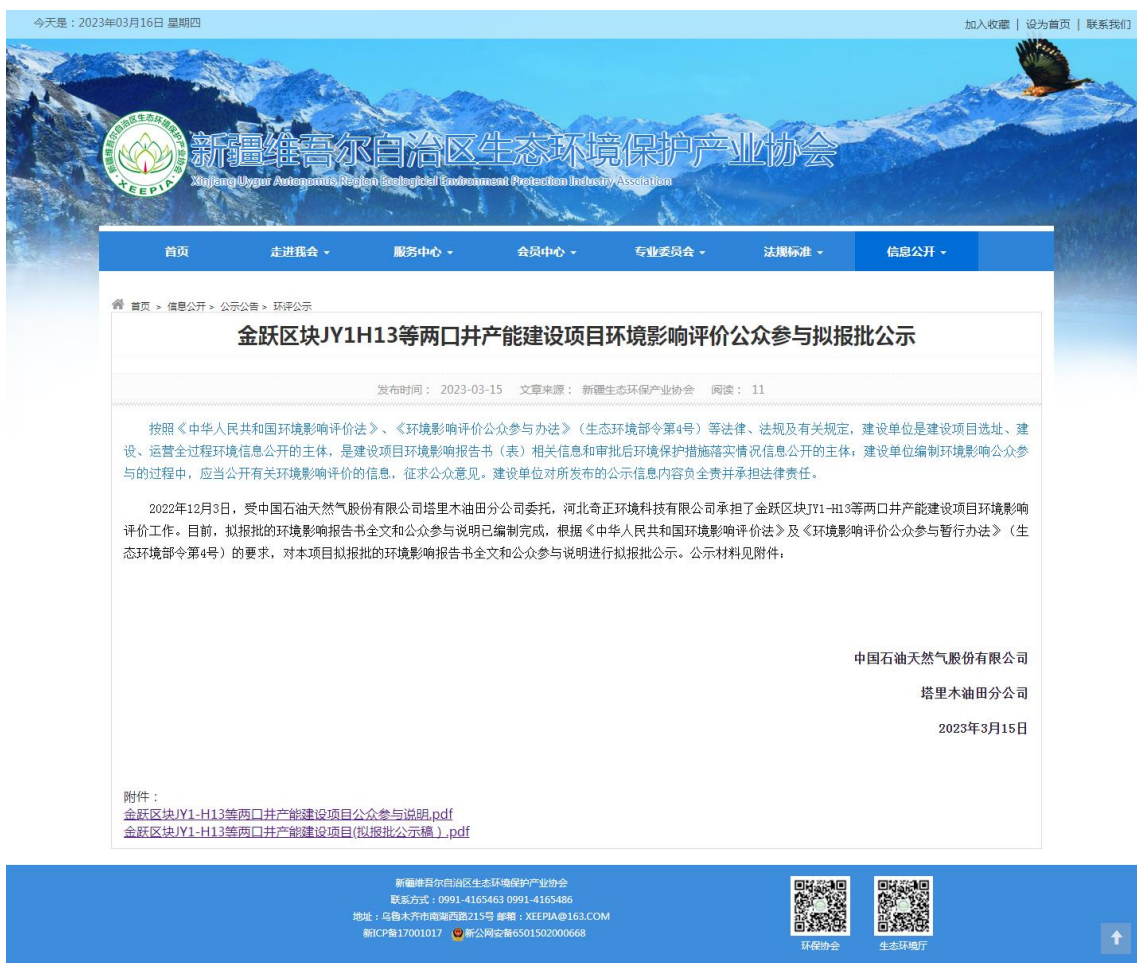 今天是：2023年03月16日 星期四
加入收藏 | 设为首页 | 联系我们
新疆维吾尔自治区生态环境保护产业协会
Xinjiang Uygur Autonomous Region Ecological Environment Protection Industry Assciation
XEEPIA
首页 走进我会 服务中心 会员中心 专业委员会 法规标准 信息公开
首页 > 信息公开 > 公示公告 > 环评公示
金跃区块JY1H13等两口井产能建设项目环境影响评价公众参与拟报批公示
发布时间： 2023-03-15 文章来源： 新疆生态环保产业协会 阅读： 11
按照《中华人民共和国环境影响评价法》、《环境影响评价公众参与办法》（生态环境部令第4号）等法律、法规及有关规定，建设单位是建设项目选址、建
设、运营全过程环境信息公开的主体，是建设项目环境影响报告书（表）相关信息和审批后环境保护措施落实情况信息公开的主体；建设单位编制环境影响公众参
与的过程中，应当公开有关环境影响评价的信息，征求公众意见。建设单位对所发布的公示信息内容负全责并承担法律责任。
2022年12月3日，受中国石油天然气股份有限公司塔里木油田分公司委托，河北奇正环境科技有限公司承担了金跃区块JY1-H13等两口井产能建设项目环境影响
评价工作。目前，拟报批的环境影响报告书全文和公众参与说明已编制完成，根据《中华人民共和国环境影响评价法》及《环境影响评价公众参与暂行办法》（生
态环境部令第4号）的要求，对本项目拟报批的环境影响报告书全文和公众参与说明进行拟报批公示。公示材料见附件：
中国石油天然气股份有限公司
塔里木油田分公司
2023年3月15日
附件：
金跃区块JY1-H13等两口井产能建设项目公众参与说明.pdf
金跃区块JY1-H13等两口井产能建设项目(拟报批公示稿）.pdf
新疆维吾尔自治区生态环境保护产业协会
联系方式：0991-4165463 0991-4165486
地址：乌鲁木齐市南湖西路215号 邮箱：XEEPIA@163.COM
新ICP备17001017 新公网安备6501502000668
环保协会 生态环境厅